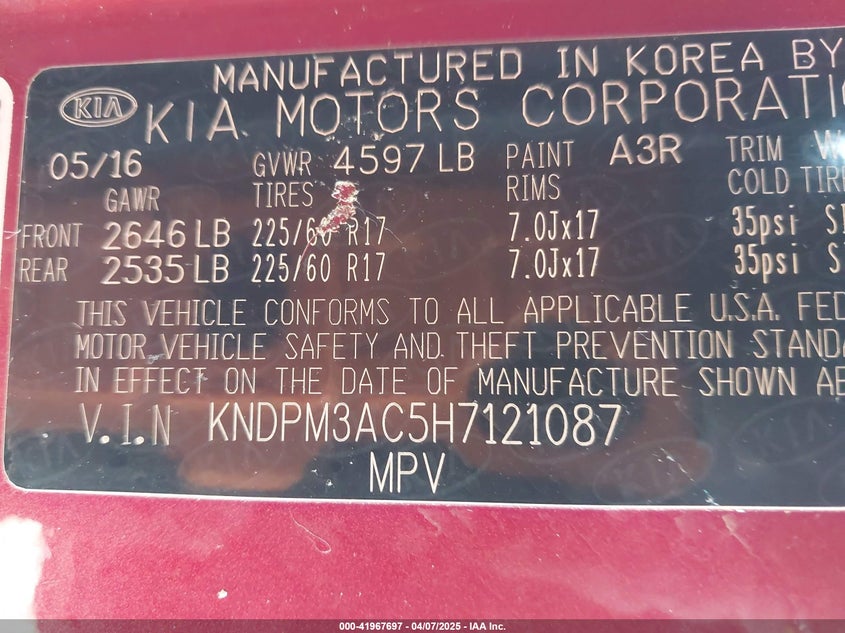 MANUFACTURED IN KOREA BY
KIA KIA MOTORS CORPORATIO
05/16 GVWR 4597 LB PAINT A3R TRIM
GAWR TIRES RIMS COLD TIRE
FRONT 2646 LB 225/60 R17 7.0Jx17 35psi
REAR 2535 LB 225/60 R17 7.0Jx17 35psi
THIS VEHICLE CONFORMS TO ALL APPLICABLE U.S.A. FED
MOTOR VEHICLE SAFETY AND THEFT PREVENTION STANDA
IN EFFECT ON THE DATE OF MANUFACTURE SHOWN AB
V.I.N KNDPM3AC5H7121087
MPV
000-41967697 - 04/07/2025 - IAA Inc.